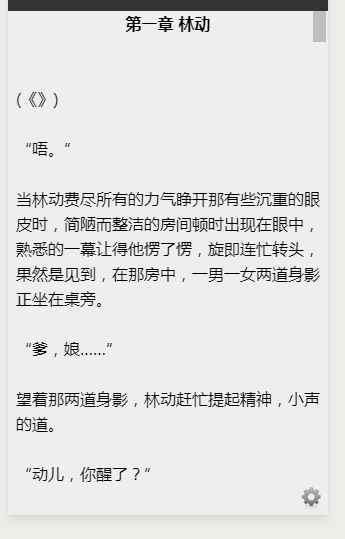 第一章 林动
(《》)
“唔。”
当林动费尽所有的力气睁开那有些沉重的眼
皮时，简陋而整洁的房间顿时出现在眼中，
熟悉的一幕让得他愣了愣，旋即连忙转头，
果然是见到，在那房中，一男一女两道身影
正坐在桌旁。
“爹，娘......”
望着那两道身影，林动赶忙提起精神，小声
的道。
“动儿，你醒了？”